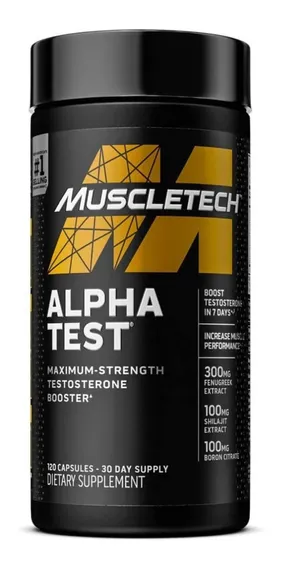 #1
SELLING
MUSCLETECH
ALPHA
TEST®
MAXIMUM-STRENGTH
TESTOSTERONE
BOOSTER
120 CAPSULES - 30 DAY SUPPLY
DIETARY SUPPLEMENT
BOOST
TESTOSTERONE
IN 7 DAYS
INCREASE
PERFORMANCE
300MG
FENUGREEK
EXTRACT
100MG
SHILAJIT
EXTRACT
100MG
BORON CITRATE